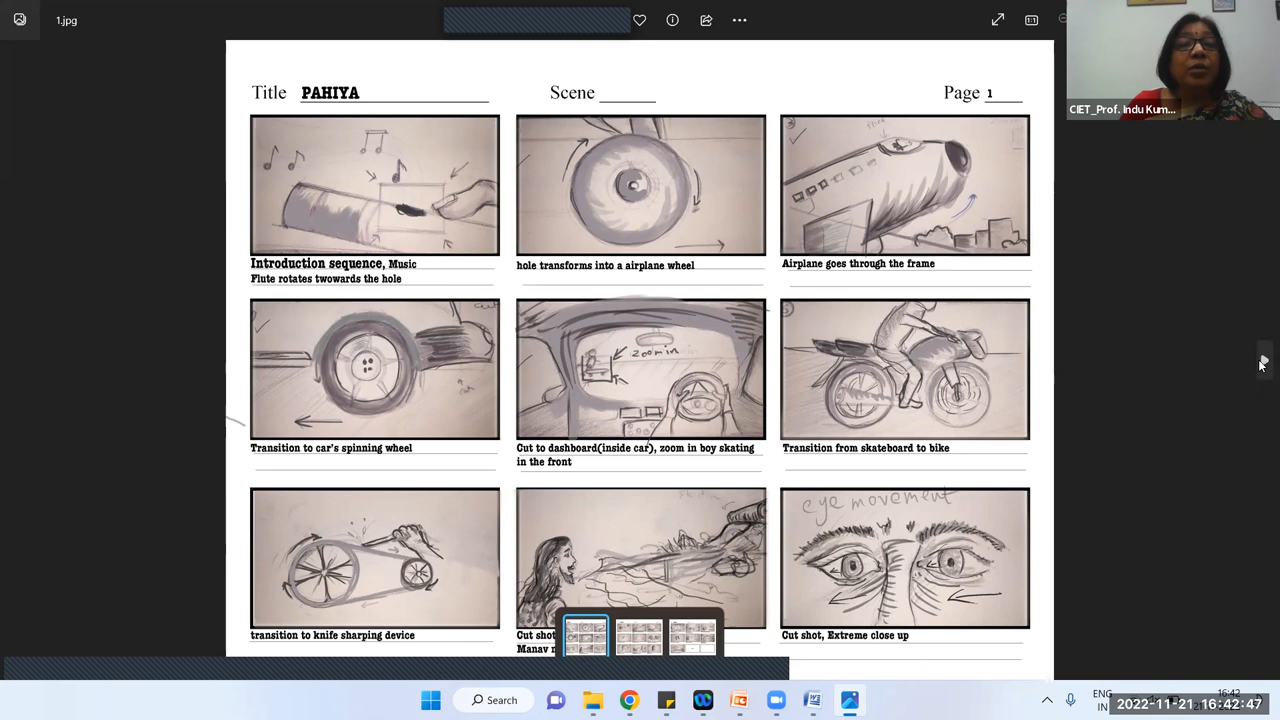 1.jpg
CIET_Prof. Indu Kum...
Title PAHIYA Scene Page 1
Introduction sequence, Music
Flute rotates twowards the hole
hole transforms into a airplane wheel
Airplane goes through the frame
Transition to car's spinning wheel
zoom in
Cut to dashboard(inside car), zoom in boy skating
in the front
Transition from skateboard to bike
transition to knife sharping device
Cut shot
Manav
eye movement
Cut shot, Extreme close up
Search
ENG
IN
16:42
2022-11-21 16:42:47